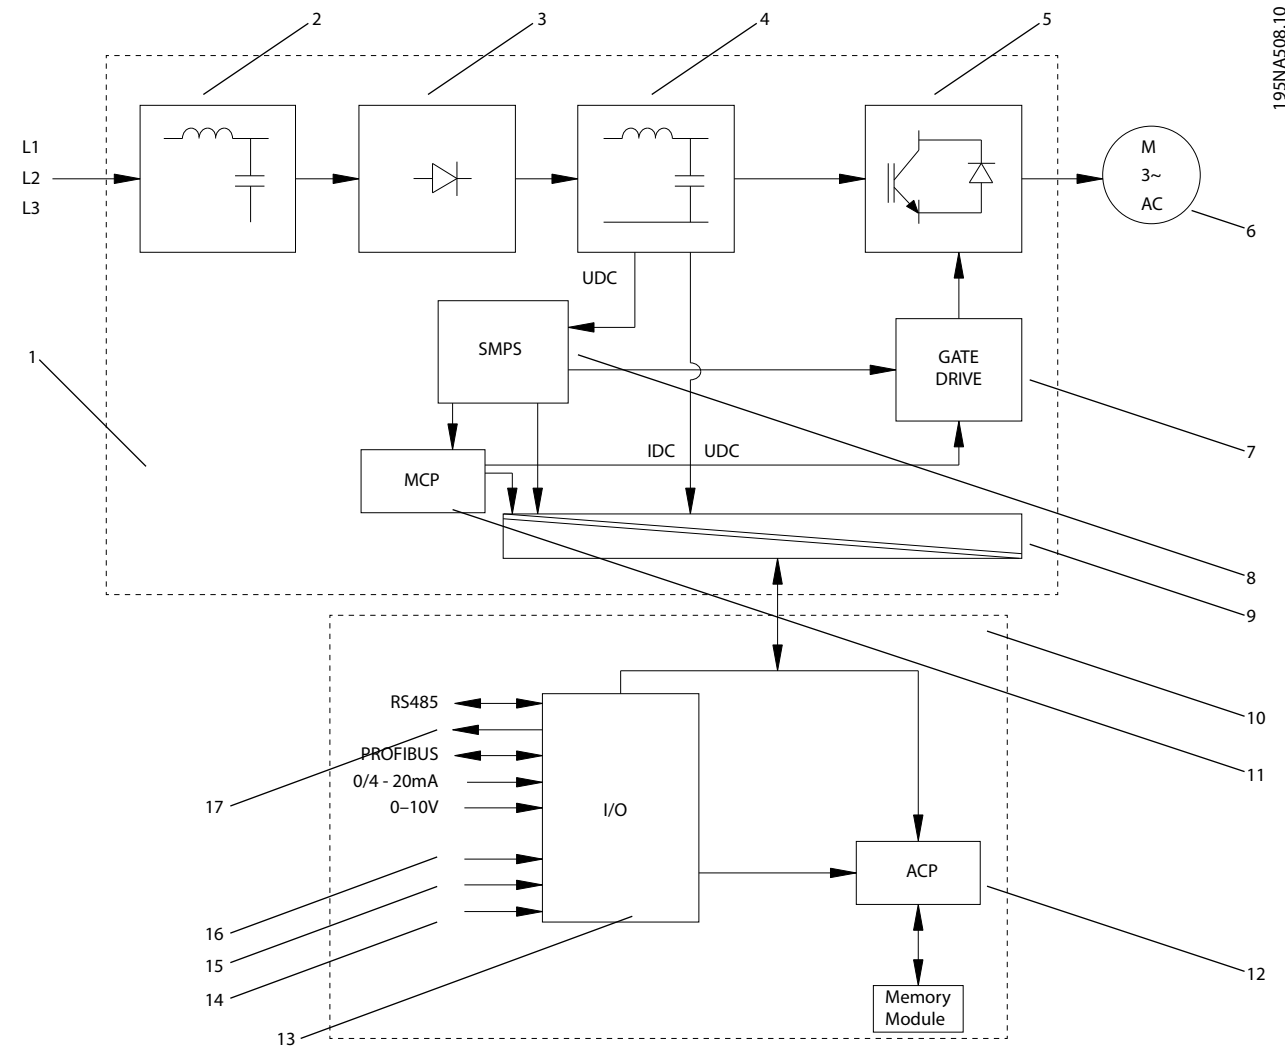 2
3
4
5
195NA508.10
L1
L2
L3
M
3~
AC
6
UDC
SMPS
1
GATE
DRIVE
7
IDC UDC
MCP
8
9
RS485
10
PROFIBUS
11
0/4 - 20mA
17
0–10V
I/O
ACP
16
15
12
14
Memory
Module
13